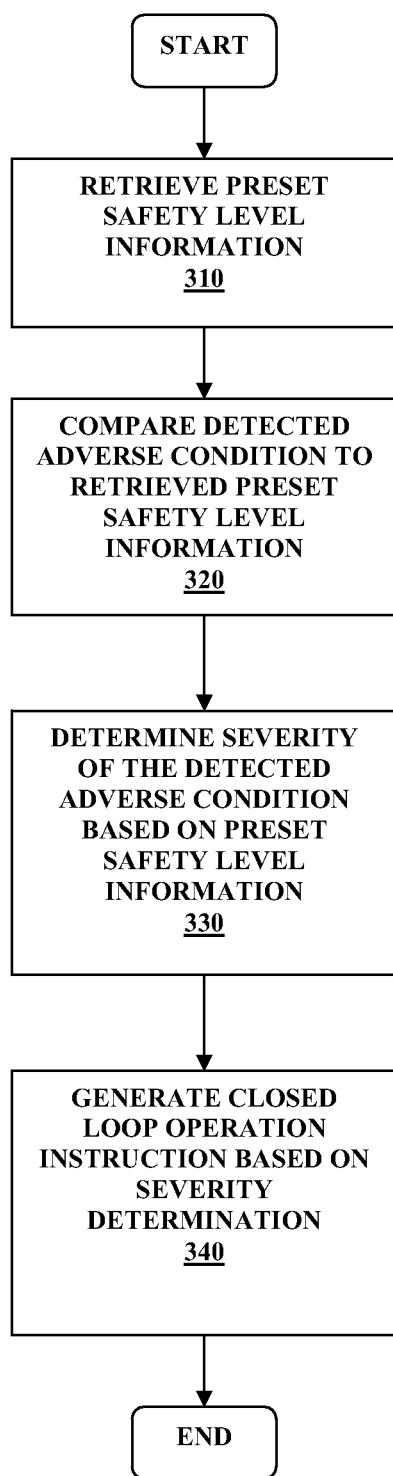 START
RETRIEVE PRESET
SAFETY LEVEL
INFORMATION
310
COMPARE DETECTED
ADVERSE CONDITION TO
RETRIEVED PRESET
SAFETY LEVEL
INFORMATION
320
DETERMINE SEVERITY
OF THE DETECTED
ADVERSE CONDITION
BASED ON PRESET
SAFETY LEVEL
INFORMATION
330
GENERATE CLOSED
LOOP OPERATION
INSTRUCTION BASED ON
SEVERITY
DETERMINATION
340
END